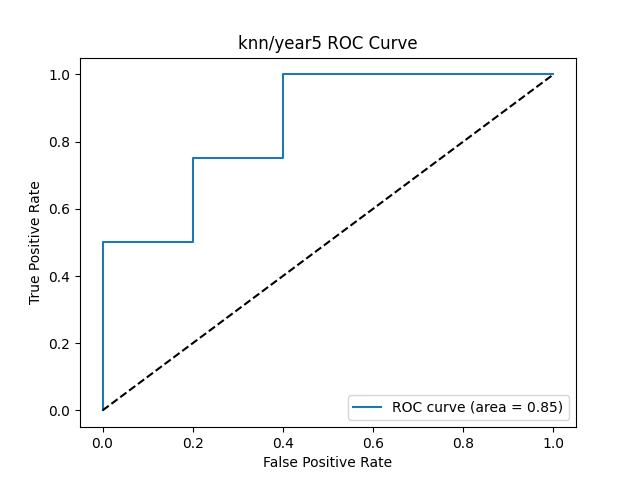 knn/year5 ROC Curve
True Positive Rate
1.0
0.8
0.6
0.4
0.2
0.0
ROC curve (area = 0.85)
0.0 0.2 0.4 0.6 0.8 1.0
False Positive Rate